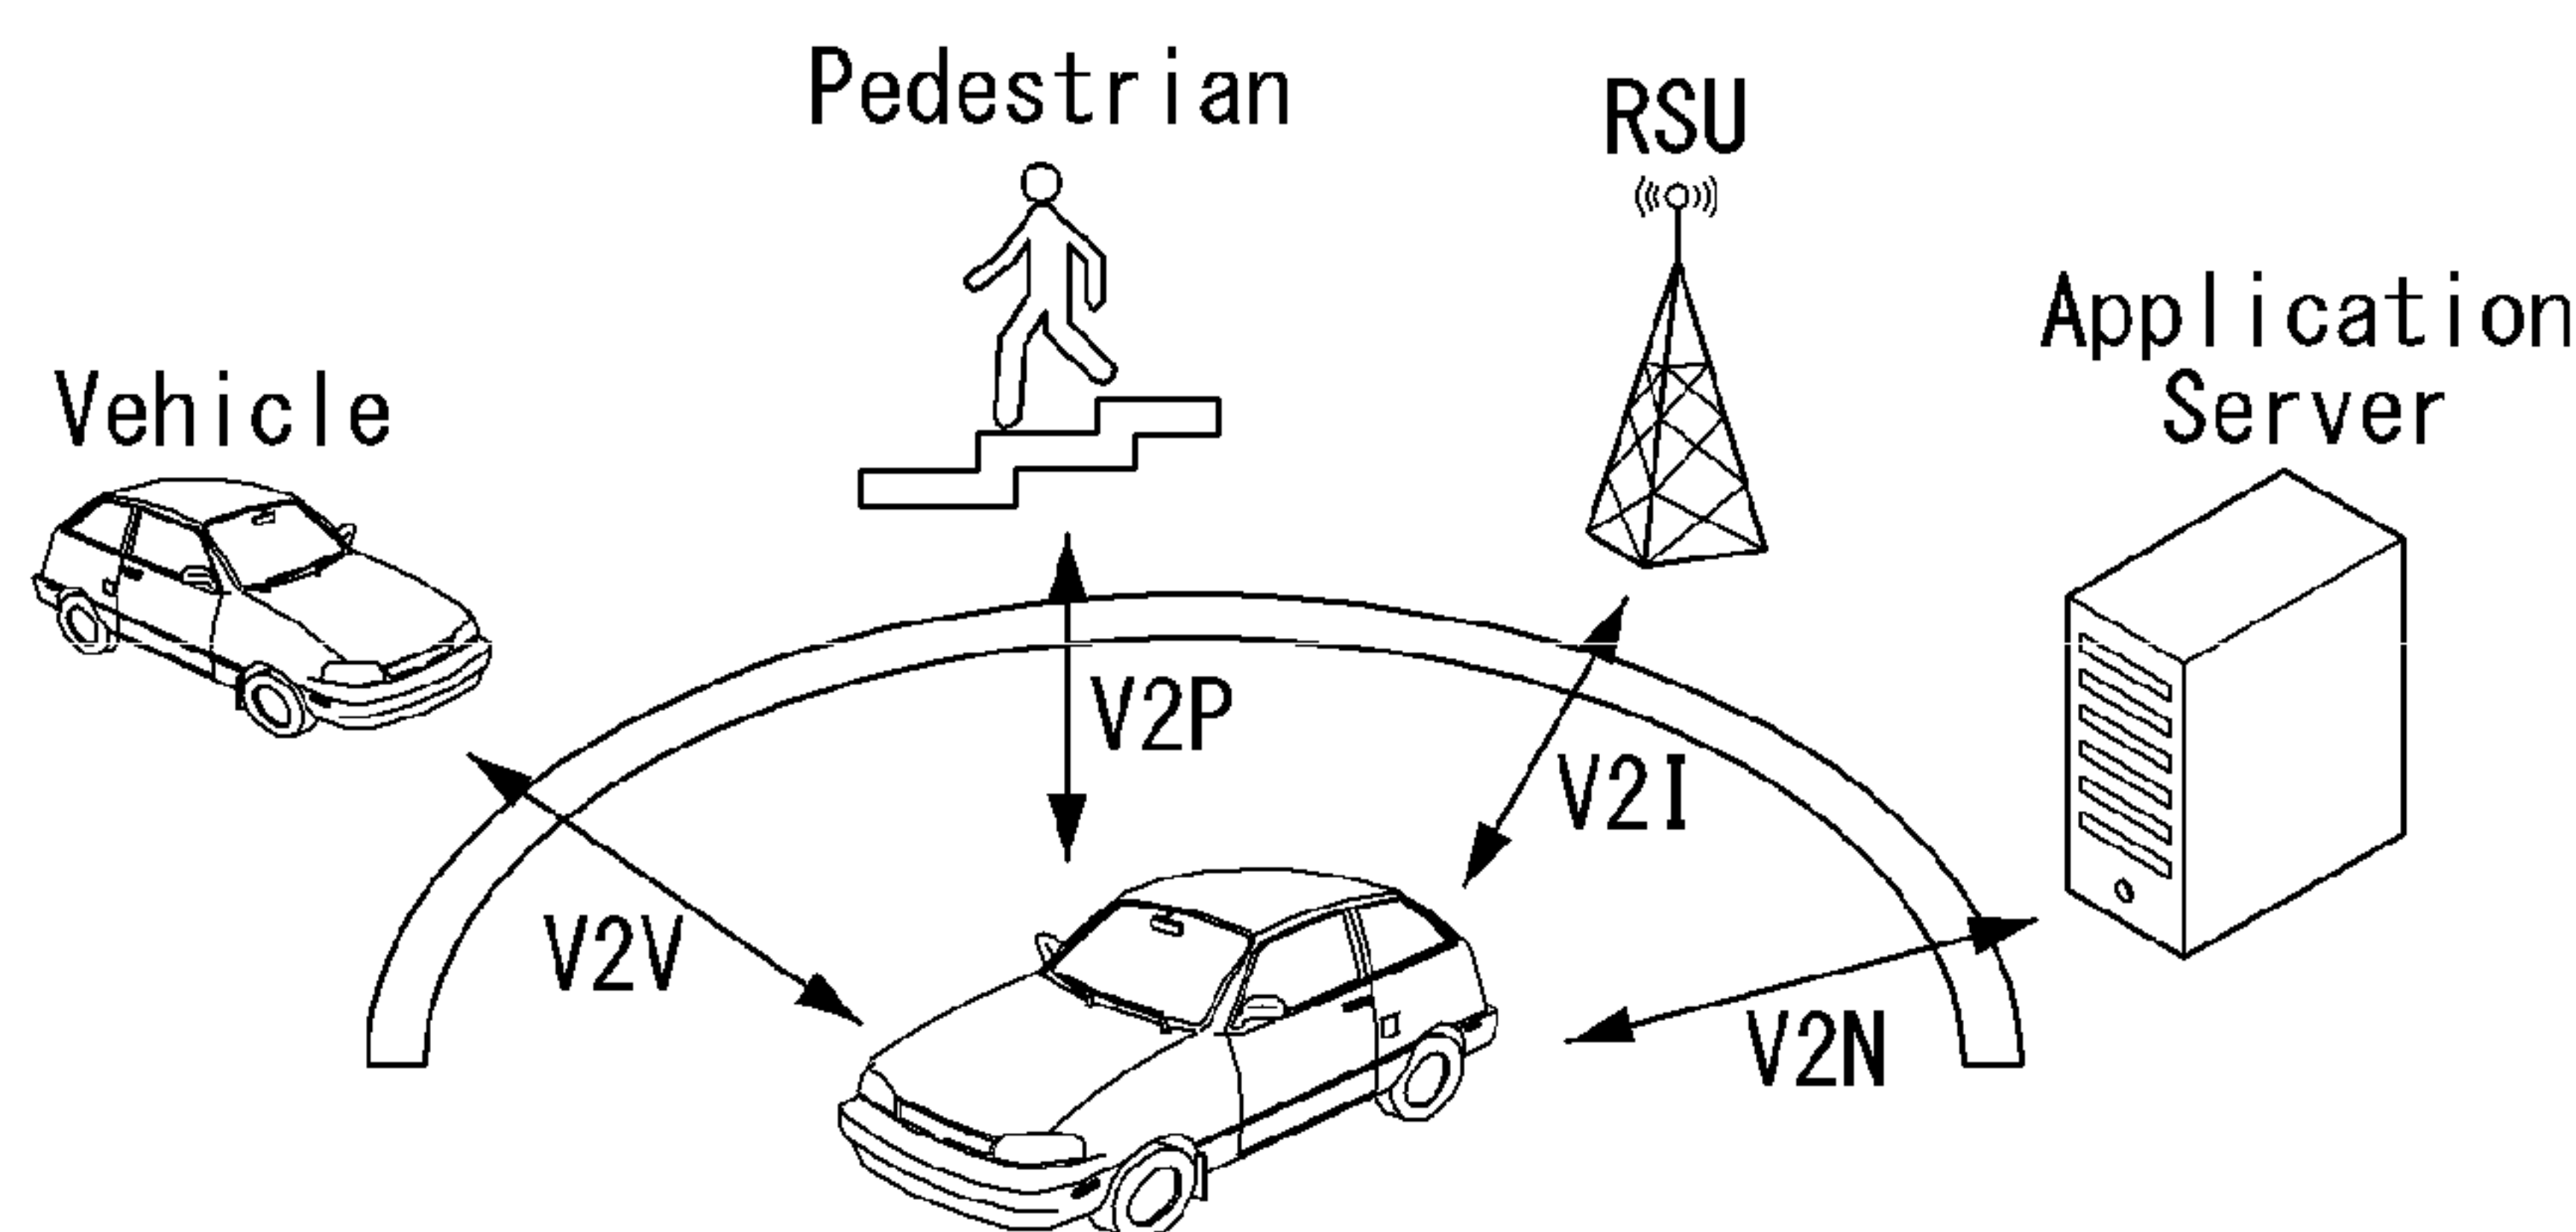 Pedestrian
RSU
Application
Server
Vehicle
V2P
V2I
V2V
V2N